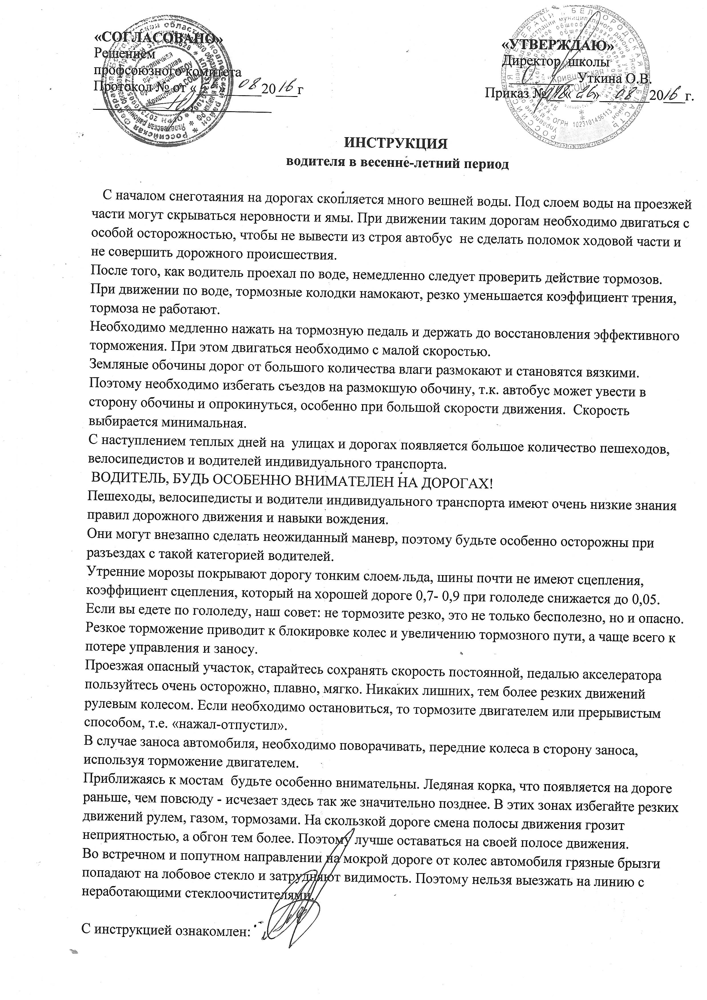 «СОГЛАСОВАНО»
Решением
профсоюзного комитета
Протокол № от « » 08 2016 г
«УТВЕРЖДАЮ»
Директор школы
Уткина О.В.
Приказ № «26» 08 2016 г.
ИНСТРУКЦИЯ
водителя в весенне-летний период
С началом снеготаяния на дорогах скопляется много вешней воды. Под слоем воды на проезжей
части могут скрываться неровности и ямы. При движении таким дорогам необходимо двигаться с
особой осторожностью, чтобы не вывести из строя автобус не сделать поломок ходовой части и
не совершить дорожного происшествия.
После того, как водитель проехал по воде, немедленно следует проверить действие тормозов.
При движении по воде, тормозные колодки намокают, резко уменьшается коэффициент трения,
тормоза не работают.
Необходимо медленно нажать на тормозную педаль и держать до восстановления эффективного
торможения. При этом двигаться необходимо с малой скоростью.
Земляные обочины дорог от большого количества влаги размокают и становятся вязкими.
Поэтому необходимо избегать съездов на размокшую обочину, т.к. автобус может увести в
сторону обочины и опрокинуться, особенно при большой скорости движения. Скорость
выбирается минимальная.
С наступлением теплых дней на улицах и дорогах появляется большое количество пешеходов,
велосипедистов и водителей индивидуального транспорта.
ВОДИТЕЛЬ, БУДЬ ОСОБЕННО ВНИМАТЕЛЕН НА ДОРОГАХ!
Пешеходы, велосипедисты и водители индивидуального транспорта имеют очень низкие знания
правил дорожного движения и навыки вождения.
Они могут внезапно сделать неожиданный маневр, поэтому будьте особенно осторожны при
разъездах с такой категорией водителей.
Утренние морозы покрывают дорогу тонким слоем льда, шины почти не имеют сцепления,
коэффициент сцепления, который на хорошей дороге 0,7- 0,9 при гололеде снижается до 0,05.
Если вы едете по гололеду, наш совет: не тормозите резко, это не только бесполезно, но и опасно.
Резкое торможение приводит к блокировке колес и увеличению тормозного пути, а чаще всего к
потере управления и заносу.
Проезжая опасный участок, старайтесь сохранять скорость постоянной, педалью акселератора
пользуйтесь очень осторожно, плавно, мягко. Никаких лишних, тем более резких движений
рулевым колесом. Если необходимо остановиться, то тормозите двигателем или прерывистым
способом, т.е. «нажал-отпустил».
В случае заноса автомобиля, необходимо поворачивать, передние колеса в сторону заноса,
используя торможение двигателем.
Приближаясь к мостам будьте особенно внимательны. Ледяная корка, что появляется на дороге
раньше, чем повсюду - исчезает здесь так же значительно позднее. В этих зонах избегайте резких
движений рулем, газом, тормозами. На скользкой дороге смена полосы движения грозит
неприятностью, а обгон тем более. Поэтому лучше оставаться на своей полосе движения.
Во встречном и попутном направлении на мокрой дороге от колес автомобиля грязные брызги
попадают на лобовое стекло и затрудняют видимость. Поэтому нельзя выезжать на линию с
неработающими стеклоочистителями.
С инструкцией ознакомлен: